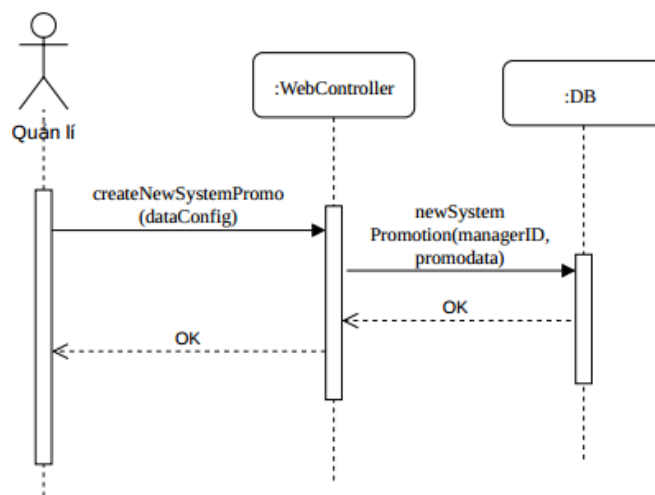 :WebController
:DB
Quản lí
createNewSystemPromo
(dataConfig)
newSystem
Promotion(managerID,
promodata)
OK
OK